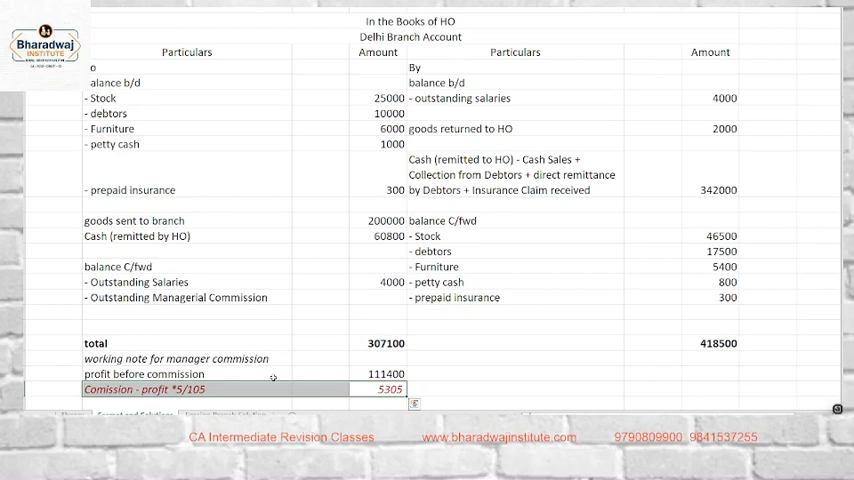 Bharadwaj
INSTITUTE
In the Books of HO
Delhi Branch Account
Particulars Amount Particulars Amount
o By
alance b/d balance b/d
- Stock 25000 - outstanding salaries 4000
- debtors 10000
- Furniture 6000 goods returned to HO 2000
- petty cash 1000
Cash (remitted to HO) - Cash Sales +
Collection from Debtors + direct remittance
- prepaid insurance 300 by Debtors + Insurance Claim received 342000
goods sent to branch 200000 balance C/fwd
Cash (remitted by HO) 60800 - Stock 46500
- debtors 17500
balance C/fwd - Furniture 5400
- Outstanding Salaries 4000 - petty cash 800
- Outstanding Managerial Commission - prepaid insurance 300
total 307100 418500
working note for manager commission
profit before commission 111400
Comission - profit *5/105 5305
CA Intermediate Revision Classes www.bharadwajinstitute.com 9790809900 9841537255